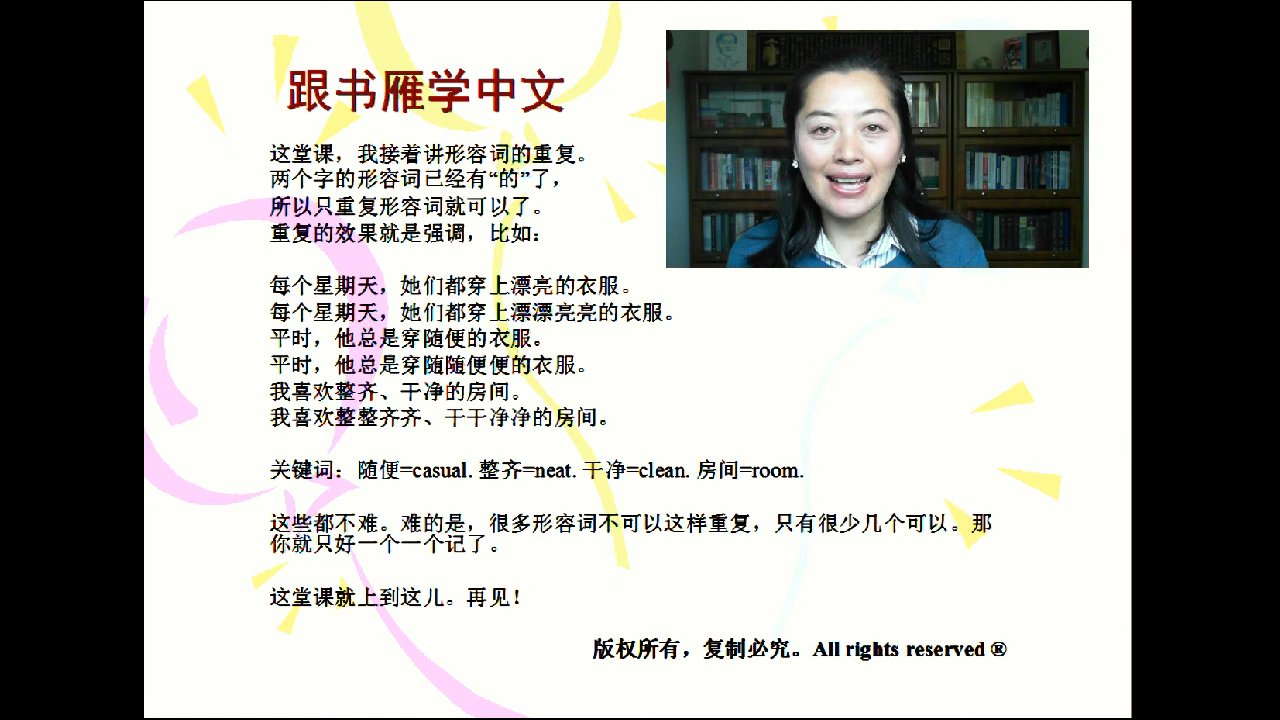 跟书雁学中文
这堂课，我接着讲形容词的重复。
两个字的形容词已经有“的”了，
所以只重复形容词就可以了。
重复的效果就是强调，比如：
每个星期天，她们都穿上漂亮的衣服。
每个星期天，她们都穿上漂漂亮亮的衣服。
平时，他总是穿随便的衣服。
平时，他总是穿随随便便的衣服。
我喜欢整齐、干净的房间。
我喜欢整整齐齐、干干净净的房间。
关键词：随便=casual. 整齐=neat. 干净=clean. 房间=room.
这些都不难。难的是，很多形容词不可以这样重复，只有很少几个可以。那
你就只好一个一个记了。
这堂课就上到这儿。再见！
版权所有，复制必究。All rights reserved ®